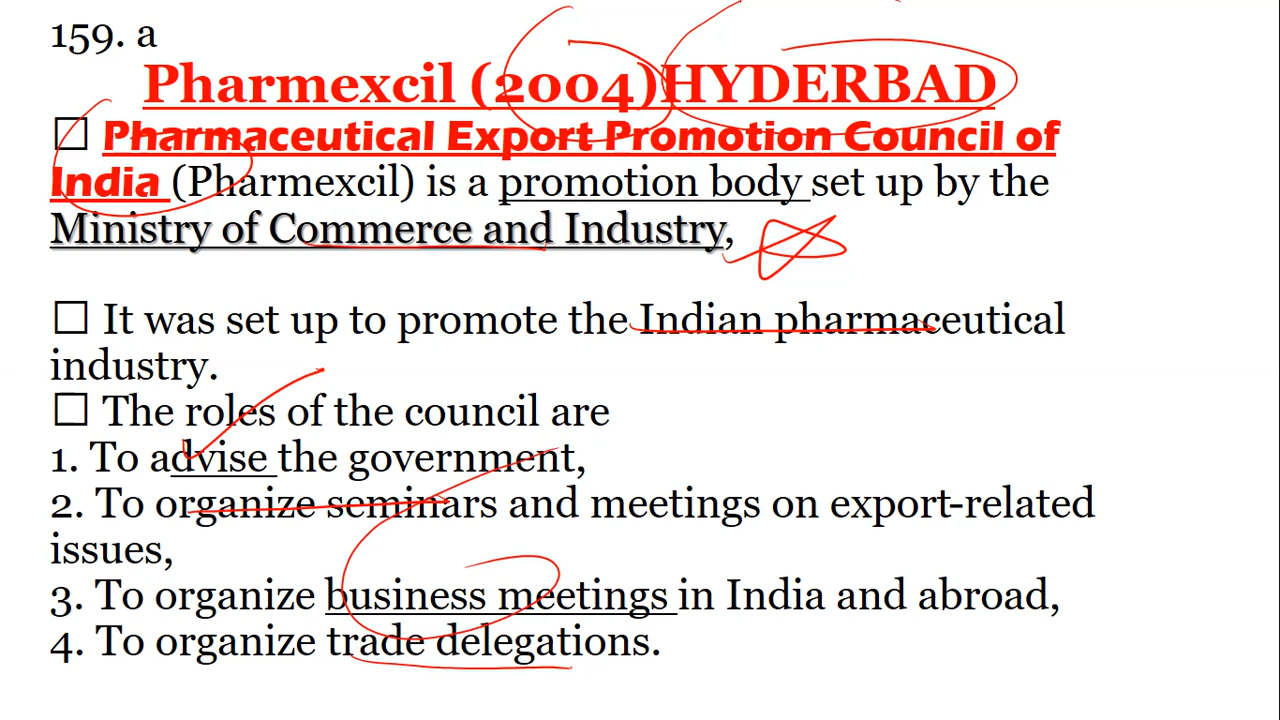 159. a
Pharmexcil (2004)HYDERBAD
☐ Pharmaceutical Export Promotion Council of
India (Pharmexcil) is a promotion body set up by the
Ministry of Commerce and Industry,
☐ It was set up to promote the Indian pharmaceutical
industry.
☐ The roles of the council are
1. To advise the government,
2. To organize seminars and meetings on export-related
issues,
3. To organize business meetings in India and abroad,
4. To organize trade delegations.